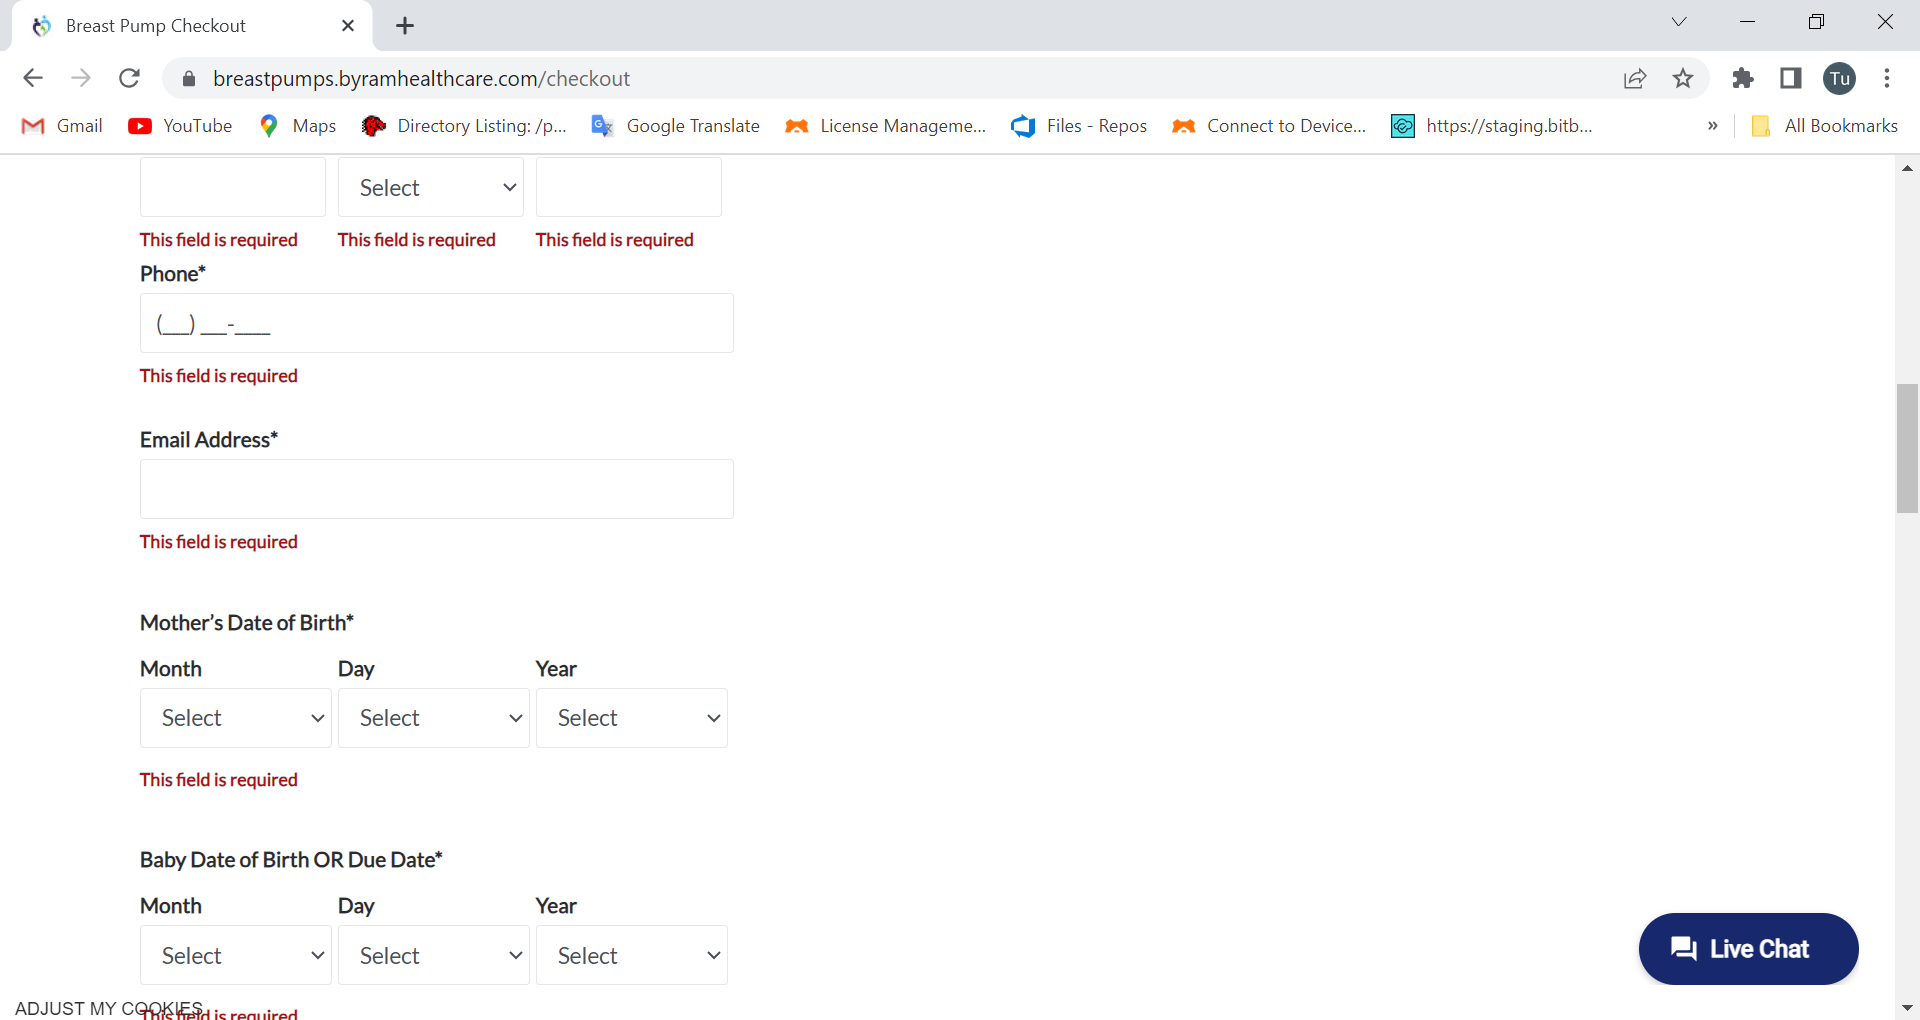 Breast Pump Checkout
breastpumps.byramhealthcare.com/checkout
Tu
Gmail YouTube Maps Directory Listing: /p... Google Translate License Manageme... Files - Repos Connect to Device... https://staging.bitb... » All Bookmarks
Select
This field is required This field is required This field is required
Phone*
(___) ___-____
This field is required
Email Address*
This field is required
Mother’s Date of Birth*
Month Day Year
Select Select Select
This field is required
Baby Date of Birth OR Due Date*
Month Day Year
Select Select Select
Live Chat
ADJUST MY COOKIES
This field is required